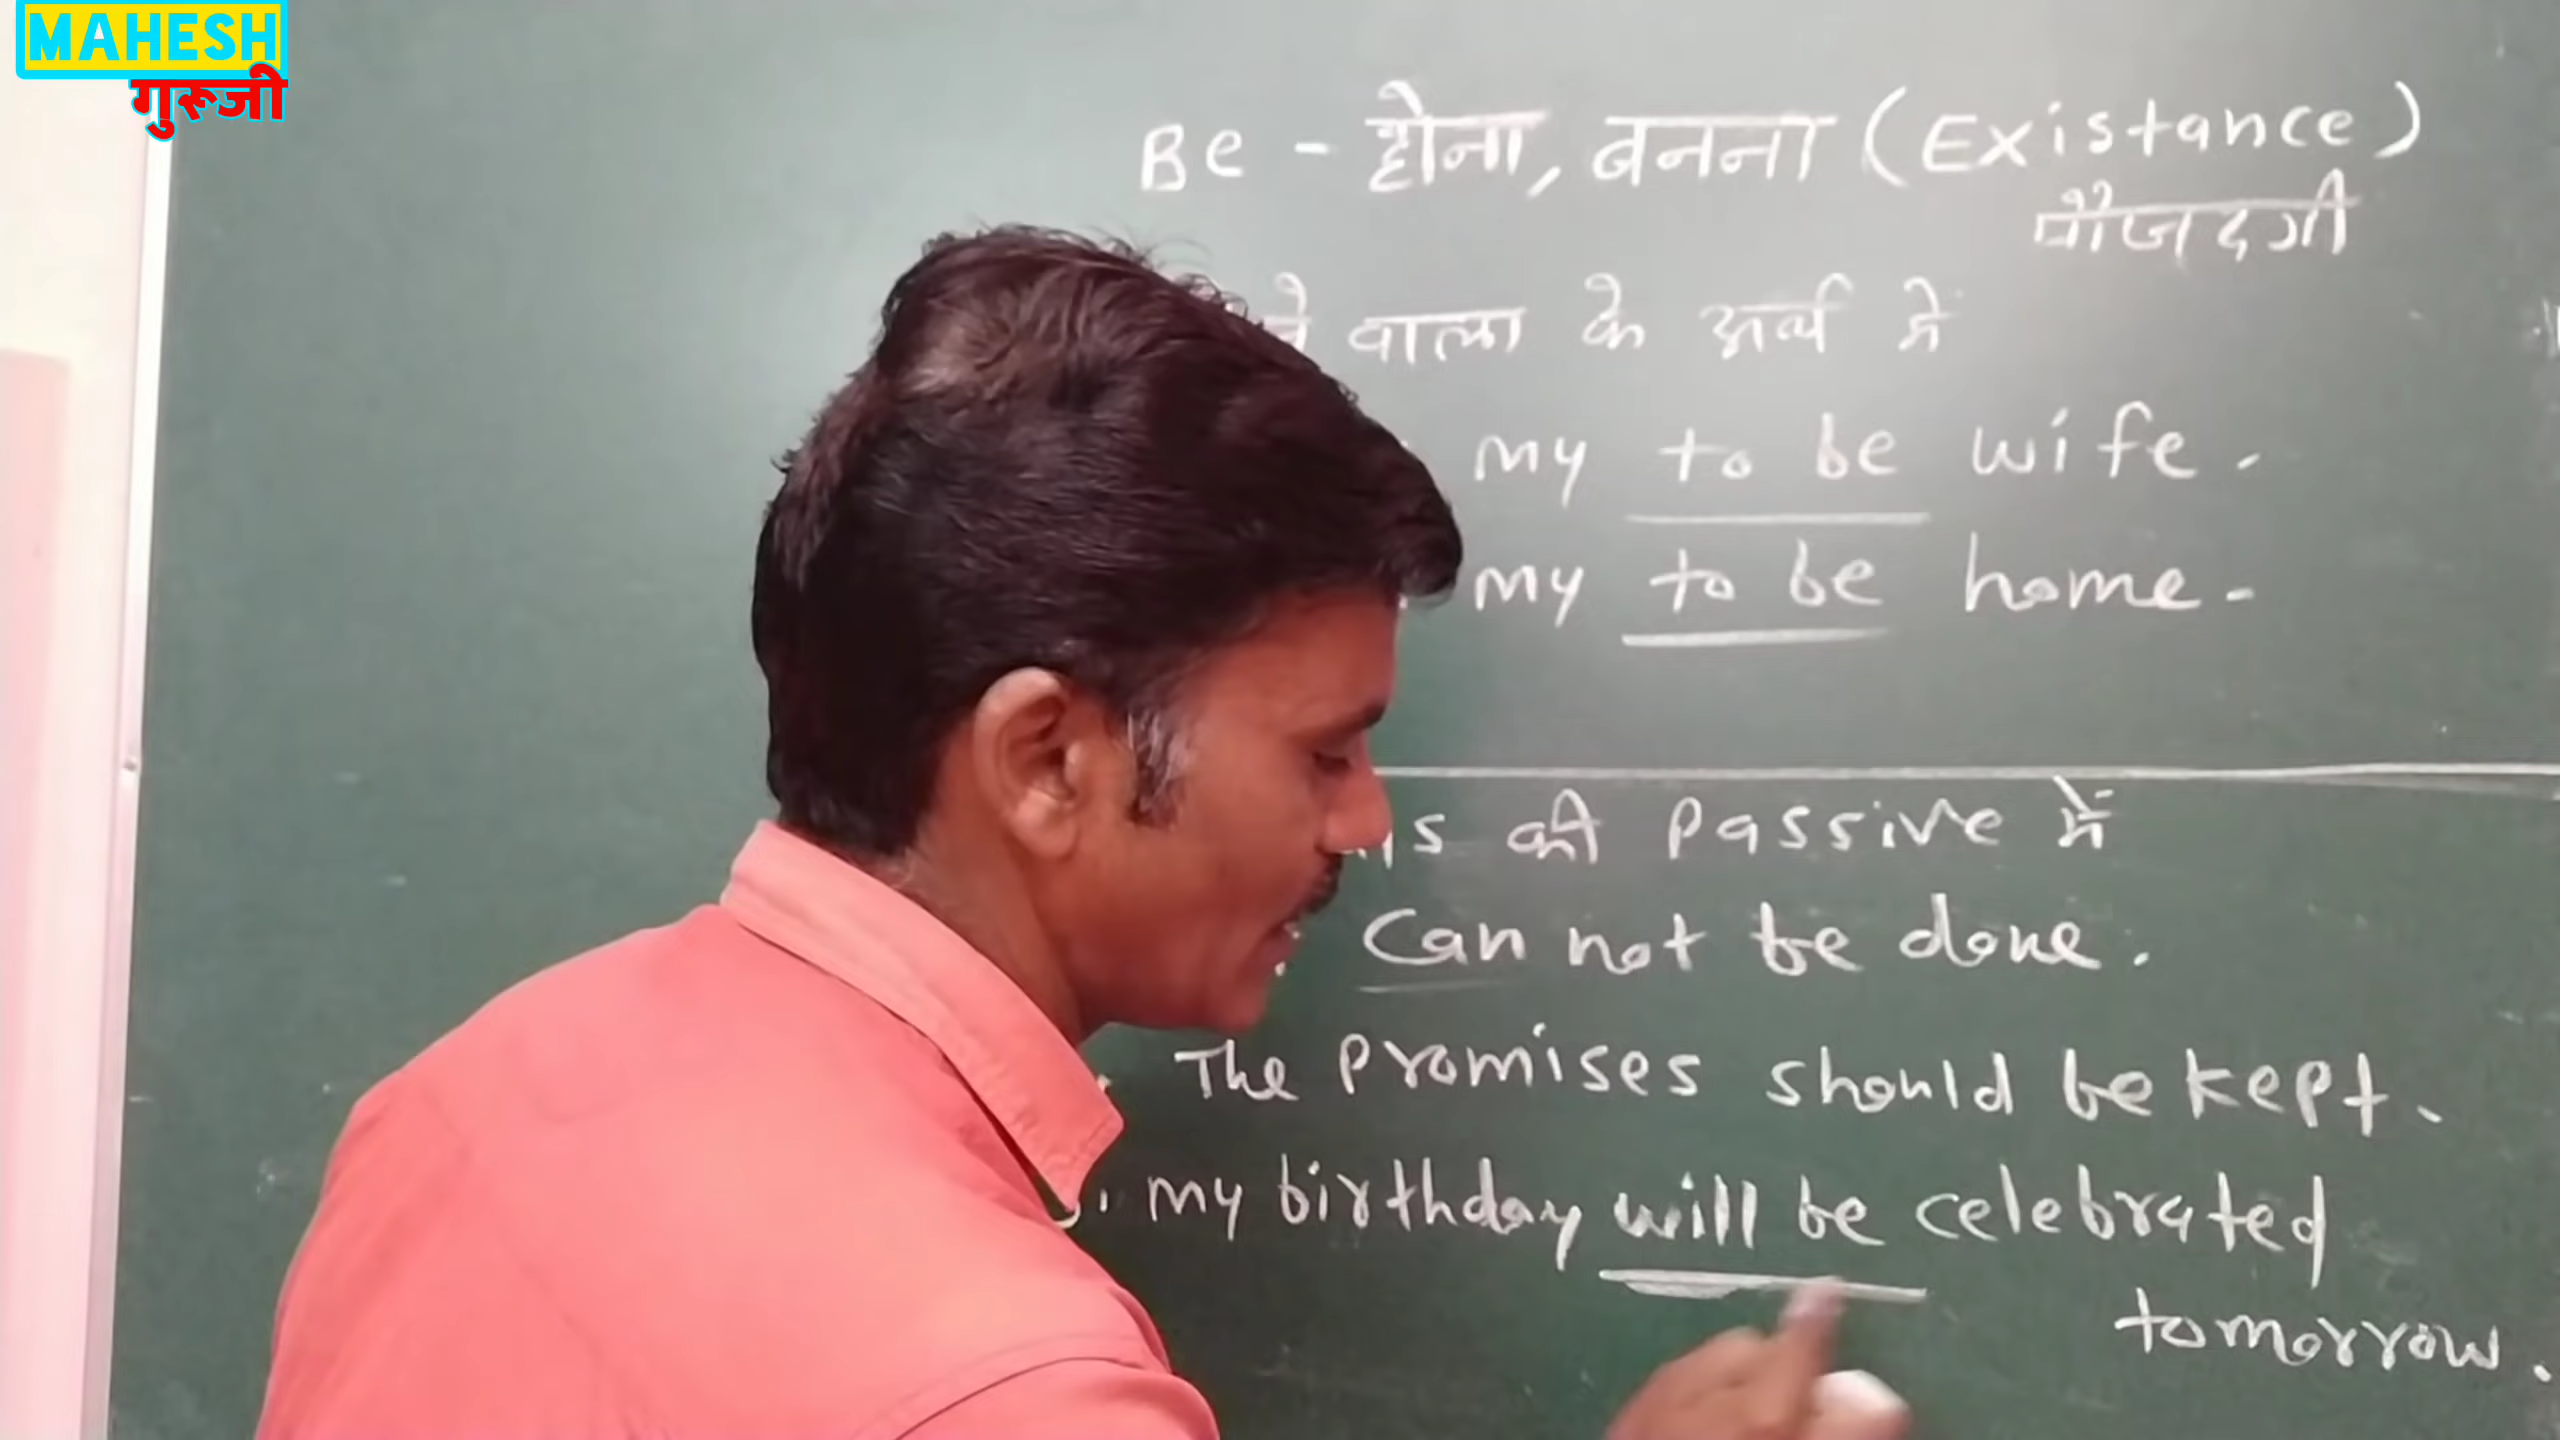 MAHESH
गुरूजी
Be - होना, बनना (Existance)
मौजदगी
वाला के अर्थ में
my to be wife.
my to be home.
की Passive में
Can not be done.
The Promises should be kept.
my birthday will be celebrated
tomorrow.